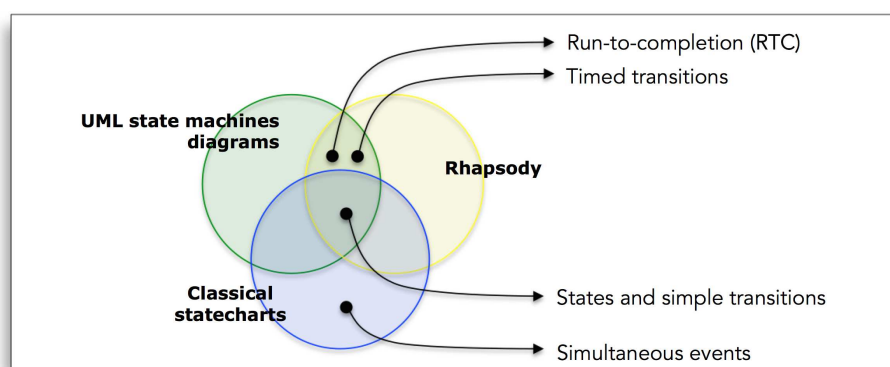 Run-to-completion (RTC)
Timed transitions
UML state machines
diagrams
Rhapsody
Classical
statecharts
States and simple transitions
Simultaneous events